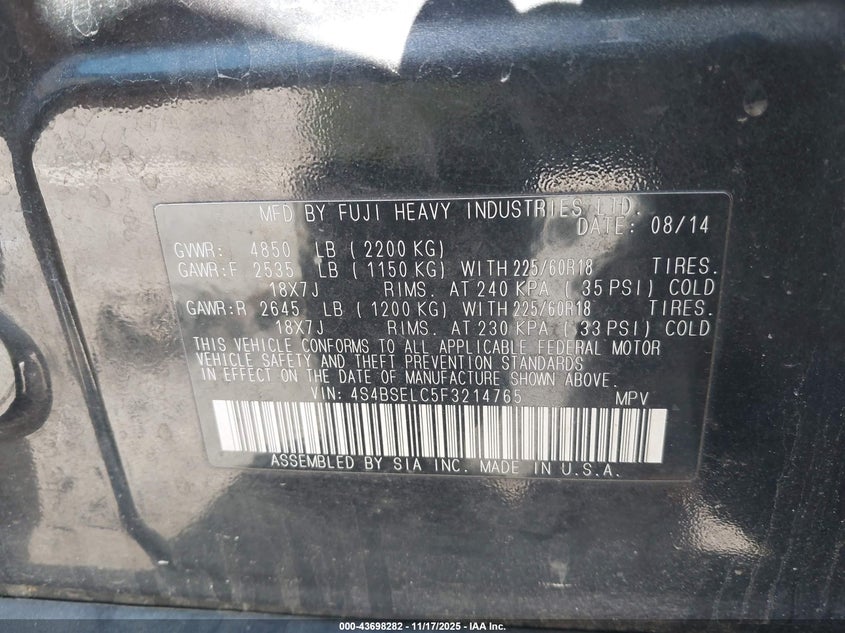 MFD BY FUJI HEAVY INDUSTRIES LTD.
DATE: 08/14
GVWR: 4850 LB ( 2200 KG)
GAWR:F 2535 LB ( 1150 KG) WITH 225/60R18 TIRES.
18X7J RIMS. AT 240 KPA ( 35 PSI) COLD
GAWR:R 2645 LB ( 1200 KG) WITH 225/60R18 TIRES.
18X7J RIMS. AT 230 KPA ( 33 PSI) COLD
THIS VEHICLE CONFORMS TO ALL APPLICABLE FEDERAL MOTOR
VEHICLE SAFETY AND THEFT PREVENTION STANDARDS
IN EFFECT ON THE DATE OF MANUFACTURE SHOWN ABOVE.
VIN: 4S4BSELC5F3214765 MPV
ASSEMBLED BY SIA INC. MADE IN U.S.A.
000-43698282 | 11/17/2025 - IAA Inc.